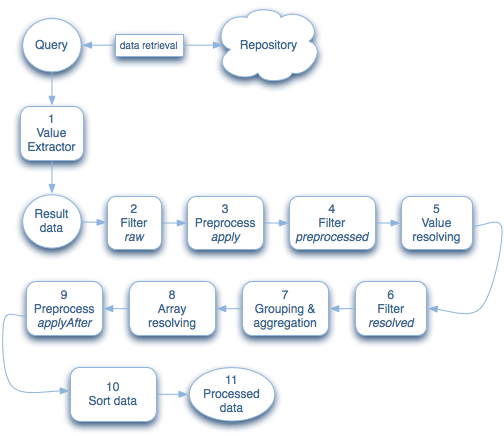 Query
data retrieval
Repository
1
Value
Extractor
Result
data
2
Filter
raw
3
Preprocess
apply
4
Filter
preprocessed
5
Value
resolving
9
Preprocess
applyAfter
8
Array
resolving
7
Grouping &
aggregation
6
Filter
resolved
10
Sort data
11
Processed
data